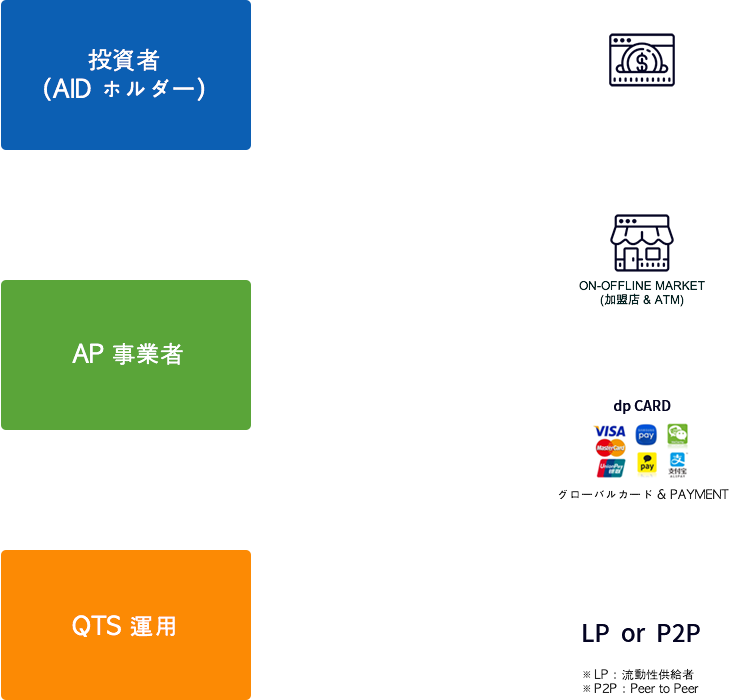 投資者
(AID ホルダー)
ON-OFFLINE MARKET
(加盟店 & ATM)
AP 事業者
dp CARD
VISA
pay
MasterCard
UnionPay
银联
pay
支付宝
グローバルカード & PAYMENT
QTS 運用
LP or P2P
※ LP : 流動性供給者
※ P2P : Peer to Peer